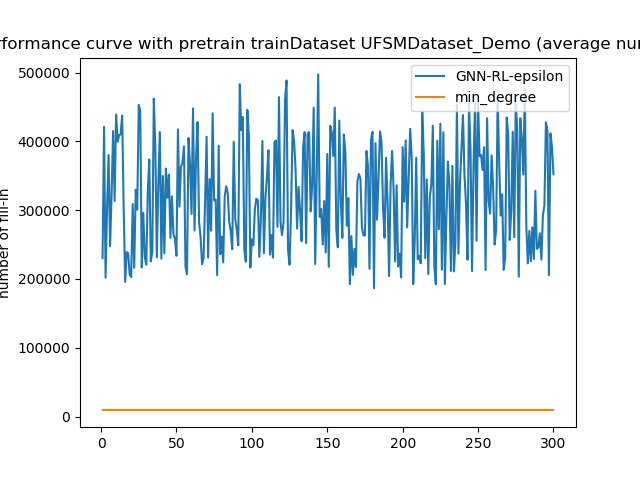 rformance curve with pretrain trainDataset UFSMDataset_Demo (average num
GNN-RL-epsilon
min_degree
number of fill-in
500000
400000
300000
200000
100000
0
0 50 100 150 200 250 300